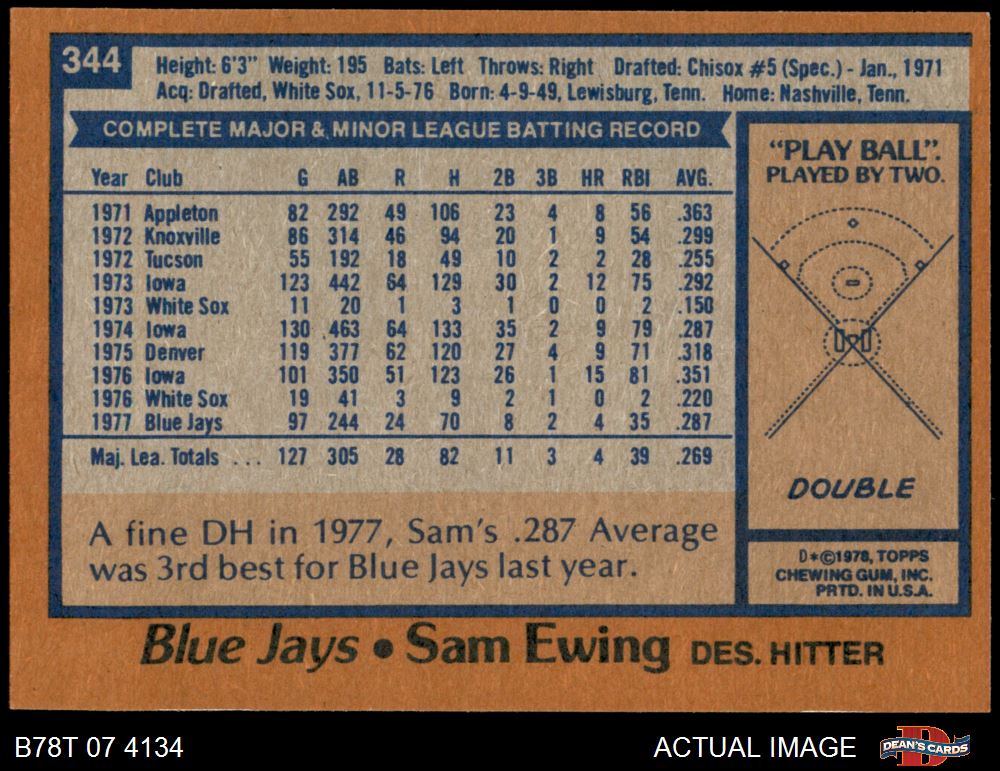 344
Height: 6'3" Weight: 195 Bats: Left Throws: Right Drafted: Chisox #5 (Spec.) - Jan., 1971
Acq: Drafted, White Sox, 11-5-76 Born: 4-9-49, Lewisburg, Tenn. Home: Nashville, Tenn.
COMPLETE MAJOR & MINOR LEAGUE BATTING RECORD
Year Club G AB R H 2B 3B HR RBI AVG.
1971 Appleton 82 292 49 106 23 4 8 56 .363
1972 Knoxville 86 314 46 94 20 1 9 54 .299
1972 Tucson 55 192 18 49 10 2 2 28 .255
1973 Iowa 123 442 64 129 30 2 12 75 .292
1973 White Sox 11 20 1 3 1 0 0 2 .150
1974 Iowa 130 463 64 133 35 2 9 79 .287
1975 Denver 119 377 62 120 27 4 9 71 .318
1976 Iowa 101 350 51 123 26 1 15 81 .351
1976 White Sox 19 41 3 9 2 1 0 2 .220
1977 Blue Jays 97 244 24 70 8 2 4 35 .287
Maj. Lea. Totals ... 127 305 28 82 11 3 4 39 .269
A fine DH in 1977, Sam's .287 Average
was 3rd best for Blue Jays last year.
"PLAY BALL".
PLAYED BY TWO.
DOUBLE
D*©1978, TOPPS
CHEWING GUM, INC.
PRTD. IN U.S.A.
Blue Jays • Sam Ewing DES. HITTER
B78T 07 4134
ACTUAL IMAGE
DEAN'S CARDS